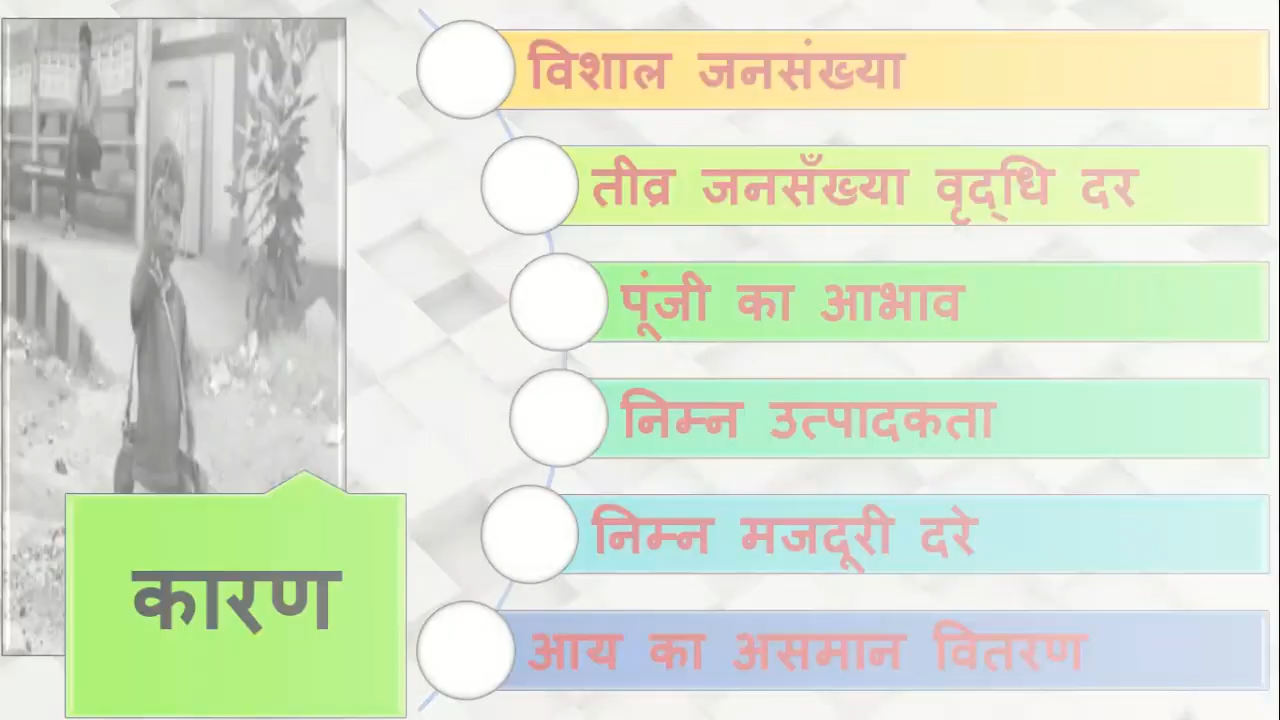 विशाल जनसंख्या
तीव्र जनसँख्या वृद्‌धि दर
पूंजी का आभाव
निम्न उत्पादकता
निम्न मजदूरी दरे
आय का असमान वितरण
कारण